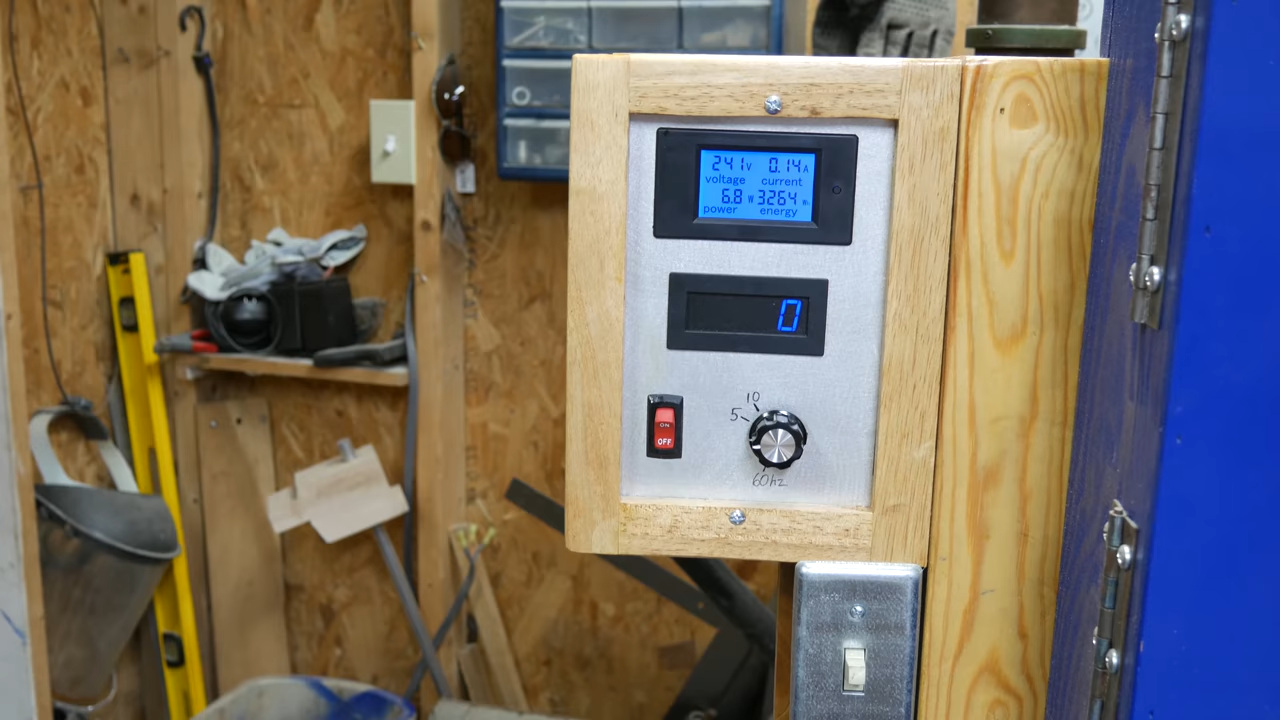 241V 0.14A
voltage current
6.8 W 3264 Wh
power energy
0
10
5
ON
OFF
60hz